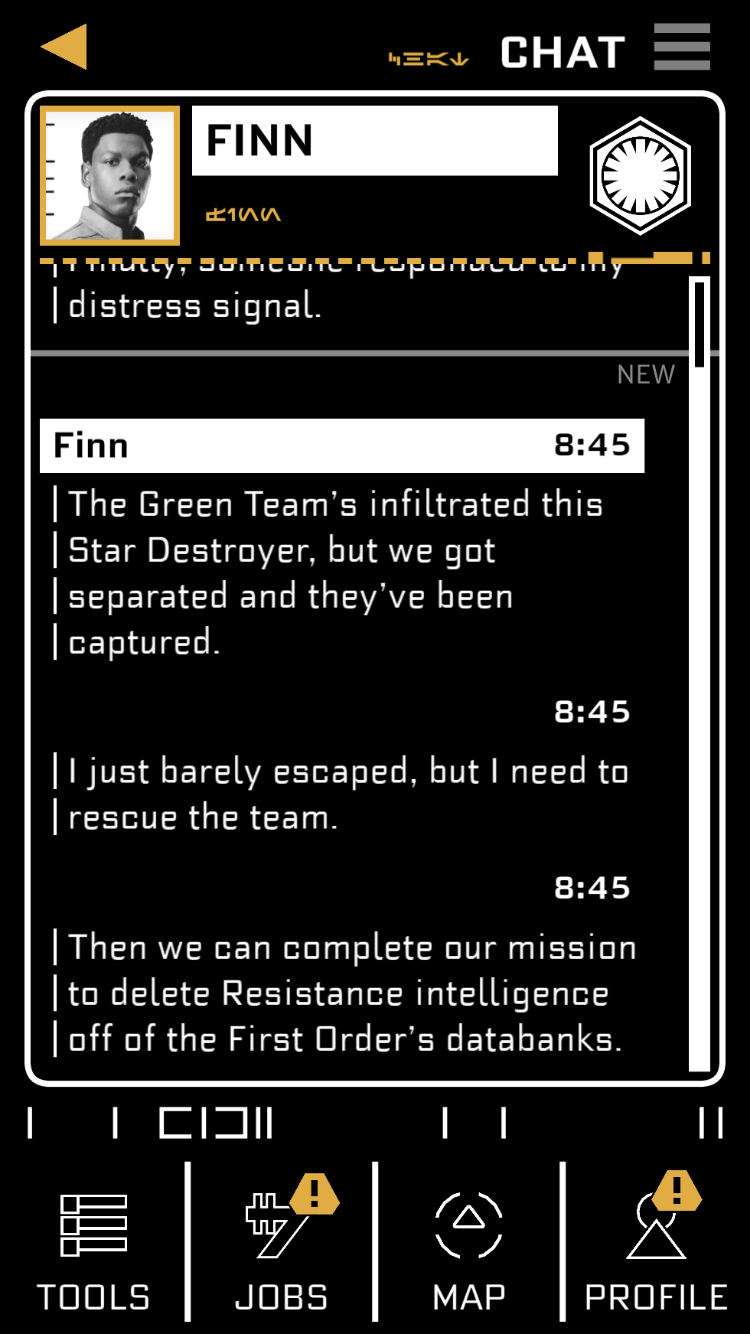 CHAT
FINN
distress signal.
NEW
Finn 8:45
The Green Team’s infiltrated this
Star Destroyer, but we got
separated and they’ve been
captured.
8:45
I just barely escaped, but I need to
rescue the team.
8:45
Then we can complete our mission
to delete Resistance intelligence
off of the First Order’s databanks.
TOOLS
JOBS
MAP
PROFILE